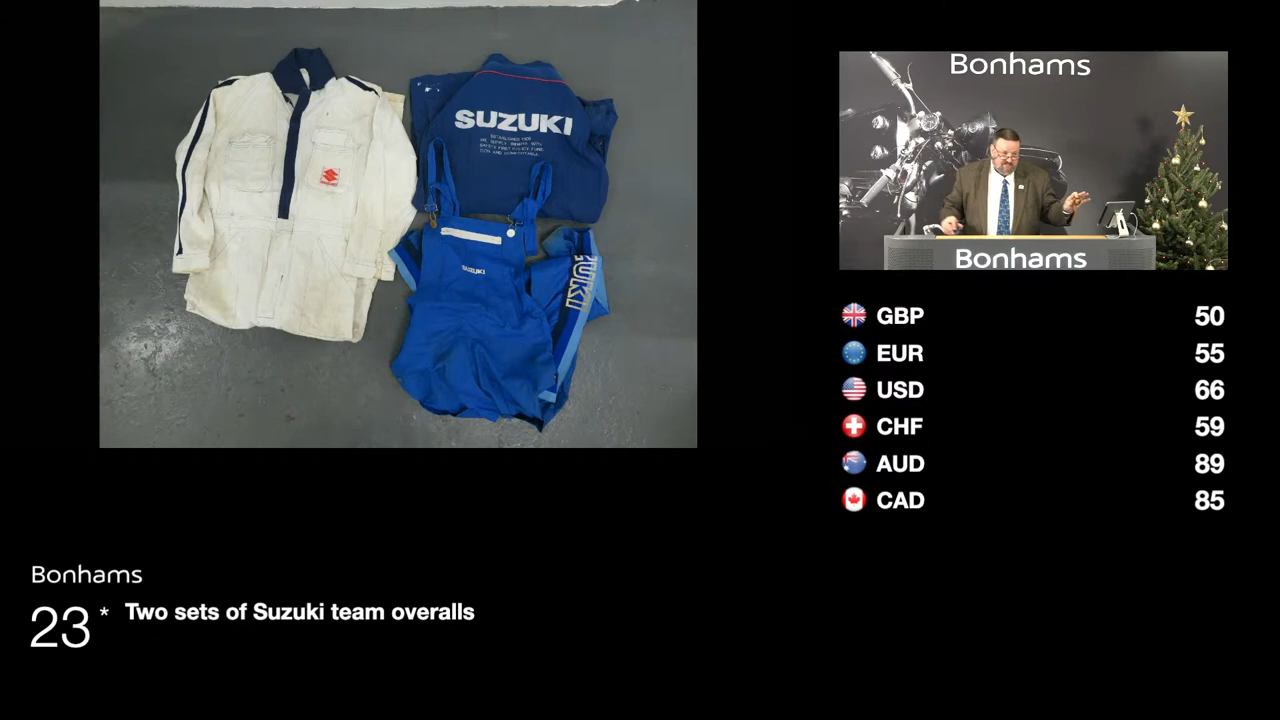 SUZUKI
SUZUKI
Bonhams
Bonhams
GBP 50
EUR 55
USD 66
CHF 59
AUD 89
CAD 85
Bonhams
23 * Two sets of Suzuki team overalls